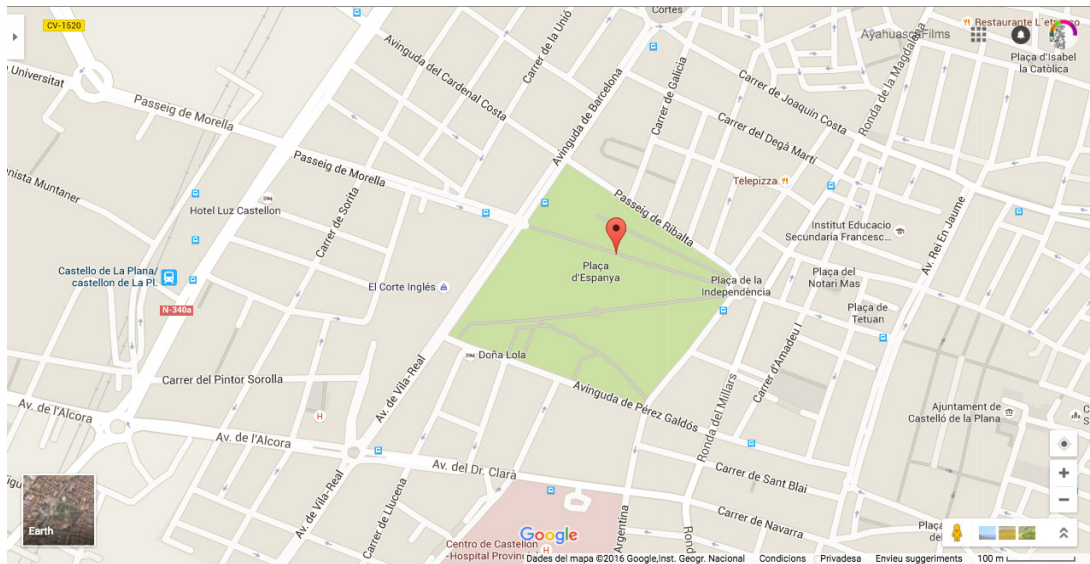 CV-1520
Cortes
Restaurante L'et
co
AyahuascaFilms
Plaça d'Isabel
la Catòlica
Universitat
Passeig de Morella
Avinguda del Cardenal Costa
Carrer de la Unió
Avinguda de Barcelona
Carrer de Galicia
Carrer de Joaquín Costa
Ronda de la Magdalena
Carrer del Degà Martí
Passeig de Morella
onista Muntaner
Hotel Luz Castellon
Carrer de Sorita
Telepizza
Passeig de Ribalta
Institut Educacio
Secundaria Francesc...
Av. Rei En Jaume
Castello de La Plana/
castellon de La Pl.
N-340a
El Corte Inglés
Plaça
d'Espanya
Plaça de la
Independència
Plaça del
Notari Mas
Plaça de
Tetuan
Doña Lola
Carrer d'Amadeu I
Carrer del Pintor Sorolla
Av. de Vila-Real
Avinguda de Pérez Galdós
Ronda del Millars
Ajuntament de
Castelló de la Plana
C
S
Av. de l'Alcora
H
Av. de l'Alcora
Av. del Dr. Clarà
Carrer de Sant Blai
Av. de Vila-Real
Carrer de Llucena
Earth
Google
Argentina
Rond
Carrer de Navarra
Plaça
del
Centro de Castellon
-Hospital Provinc
H
Dades del mapa ©2016 Google,Inst. Geogr. Nacional
Condicions
Privadesa
Envieu suggeriments
100 m